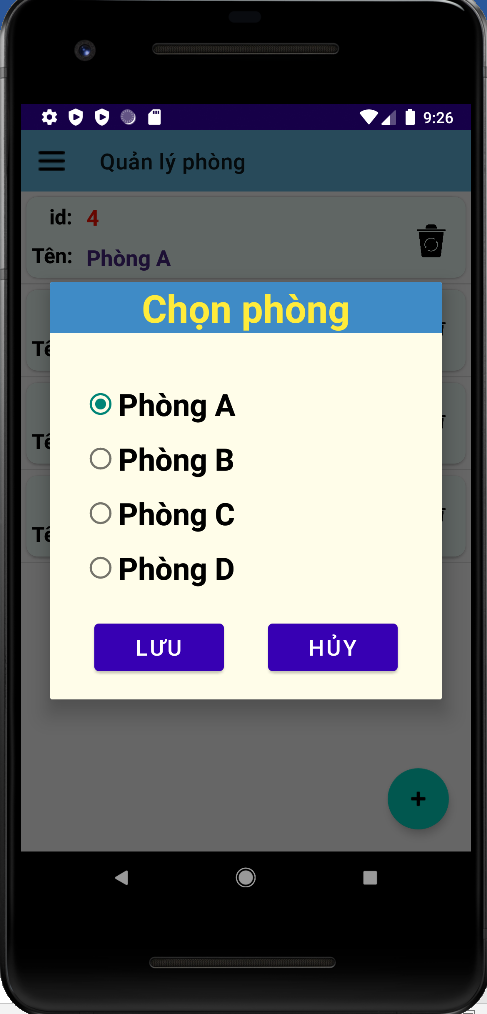 9:26
Quản lý phòng
id: 4
Tên: Phòng A
Chọn phòng
Phòng A
Phòng B
Phòng C
Phòng D
LƯU
HỦY
+